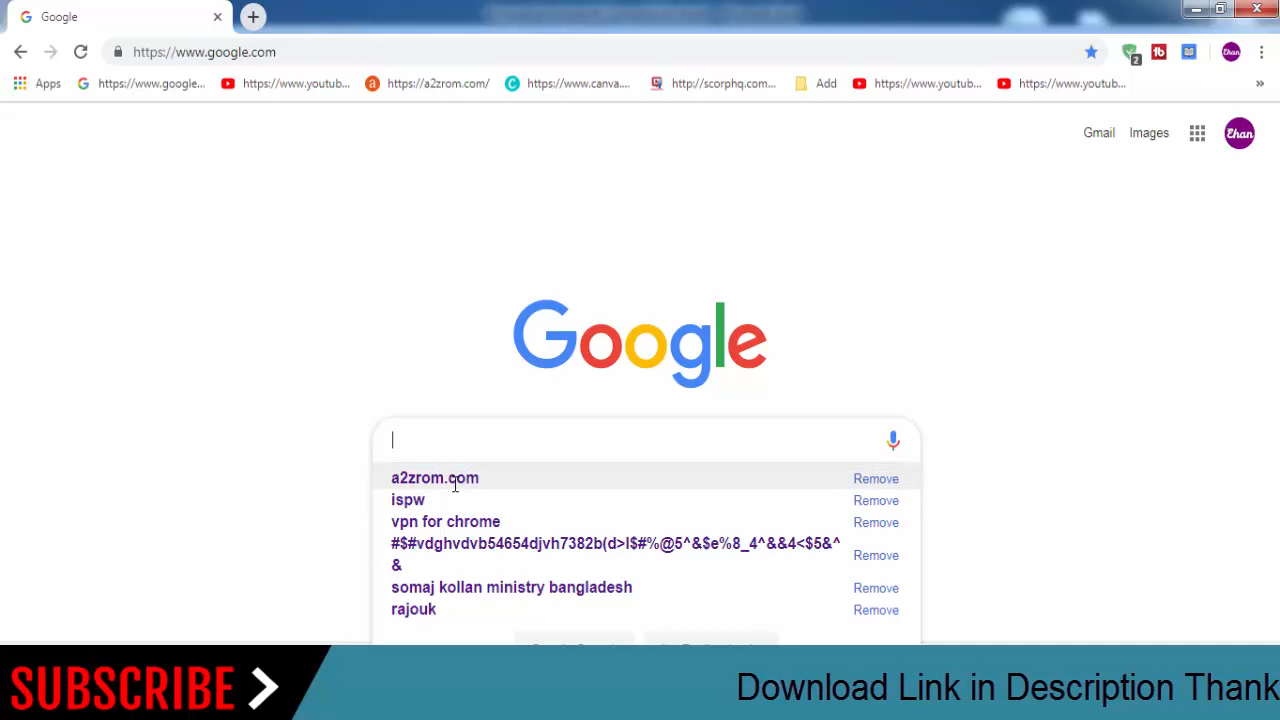 Google
https://www.google.com
2
Ehan
Apps
https://www.google...
https://www.youtub...
https://a2zrom.com/
https://www.canva....
http://scorphq.com...
Add
https://www.youtub...
https://www.youtub...
»
Gmail
Images
Ehan
Google
a2zrom.com
Remove
ispw
Remove
vpn for chrome
Remove
#$#vdghvdvb54654djvh7382b(d>l$#%@5^&$e%8_4^&&4<$5&^
&
Remove
somaj kollan ministry bangladesh
Remove
rajouk
Remove
SUBSCRIBE
Download Link in Description Thank